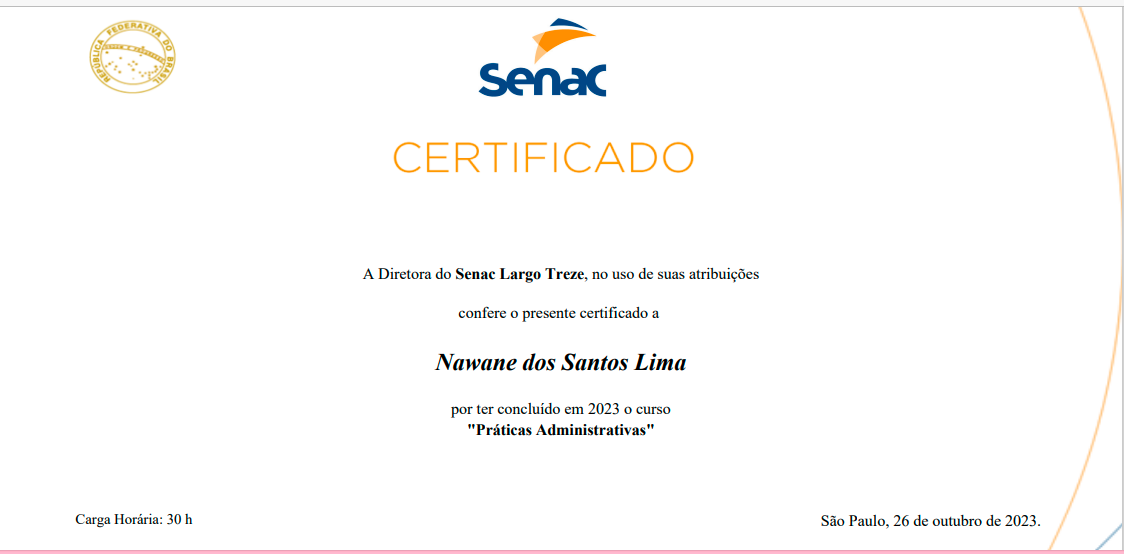 REPÚBLICA FEDERATIVA DO BRASIL
Senac
CERTIFICADO
A Diretora do Senac Largo Treze, no uso de suas atribuições
confere o presente certificado a
Nawane dos Santos Lima
por ter concluído em 2023 o curso
"Práticas Administrativas"
Carga Horária: 30 h
São Paulo, 26 de outubro de 2023.